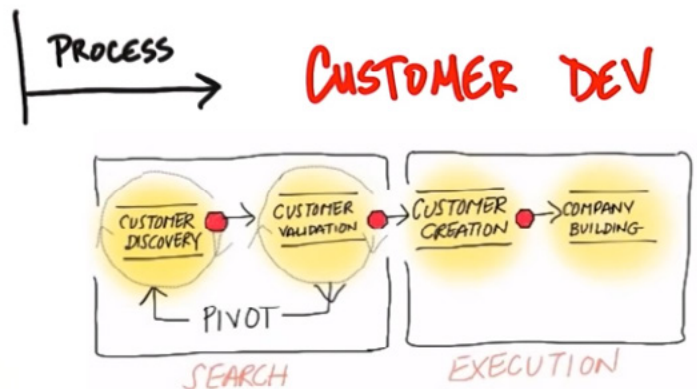 PROCESS
CUSTOMER DEV
CUSTOMER
DISCOVERY
CUSTOMER
VALIDATION
CUSTOMER
CREATION
COMPANY
BUILDING
PIVOT
SEARCH
EXECUTION